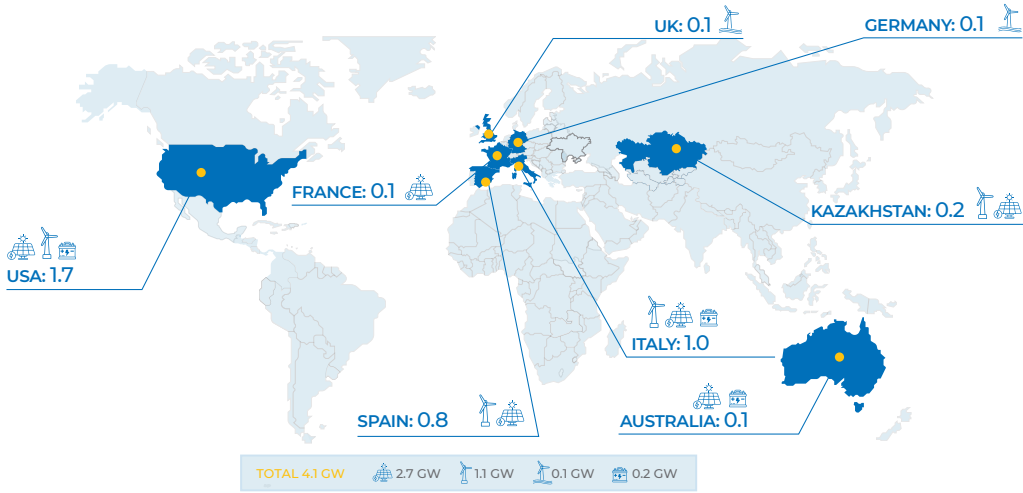 UK: 0.1
GERMANY: 0.1
FRANCE: 0.1
KAZAKHSTAN: 0.2
USA: 1.7
ITALY: 1.0
SPAIN: 0.8
AUSTRALIA: 0.1
TOTAL 4.1 GW 2.7 GW 1.1 GW 0.1 GW 0.2 GW